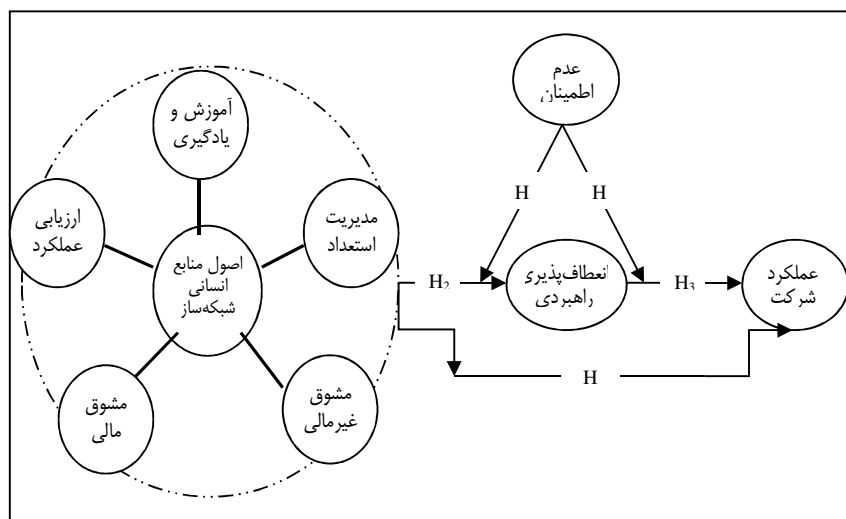 عدم
اطمینان
آموزش و
یادگیری
ارزیابی
عملکرد
مدیریت
استعداد
اصول منابع
انسانی
شبکه‌ساز
مشوق
مالی
مشوق
غیرمالی
H
H
H₂
انعطاف‌پذیری
راهبردی
H₃
عملکرد
شرکت
H